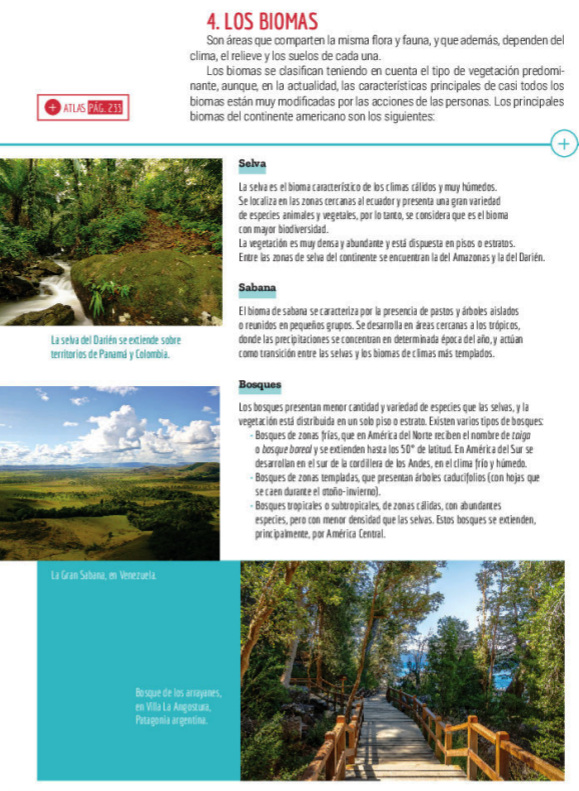 4. LOS BIOMAS
Son áreas que comparten la misma flora y fauna, y que además, dependen del
clima, el relieve y los suelos de cada una.
Los biomas se clasifican teniendo en cuenta el tipo de vegetación predomi-
nante, aunque, en la actualidad, las características principales de casi todos los
biomas están muy modificadas por las acciones de las personas. Los principales
biomas del continente americano son los siguientes:
+ ATLAS PÁG. 233
+
Selva
La selva es el bioma característico de los climas cálidos y muy húmedos.
Se localiza en las zonas cercanas al ecuador y presenta una gran variedad
de especies animales y vegetales, por lo tanto, se considera que es el bioma
con mayor biodiversidad.
La vegetación es muy densa y abundante y está dispuesta en pisos o estratos.
Entre las zonas de selva del continente se encuentran la del Amazonas y la del Darién.
La selva del Darién se extiende sobre
territorios de Panamá y Colombia.
Sabana
El bioma de sabana se caracteriza por la presencia de pastos y árboles aislados
o reunidos en pequeños grupos. Se desarrolla en áreas cercanas a los trópicos,
donde las precipitaciones se concentran en determinada época del año, y actúan
como transición entre las selvas y los biomas de climas más templados.
Bosques
Los bosques presentan menor cantidad y variedad de especies que las selvas, y la
vegetación está distribuida en un solo piso o estrato. Existen varios tipos de bosques:
• Bosques de zonas frías, que en América del Norte reciben el nombre de taiga
o bosque boreal y se extienden hasta los 50° de latitud. En América del Sur se
desarrollan en el sur de la cordillera de los Andes, en el clima frío y húmedo.
• Bosques de zonas templadas, que presentan árboles caducifolios (con hojas que
se caen durante el otoño-invierno).
• Bosques tropicales o subtropicales, de zonas cálidas, con abundantes
especies, pero con menor densidad que las selvas. Estos bosques se extienden,
principalmente, por América Central.
La Gran Sabana, en Venezuela.
Bosque de los arrayanes,
en Villa La Angostura,
Patagonia argentina.